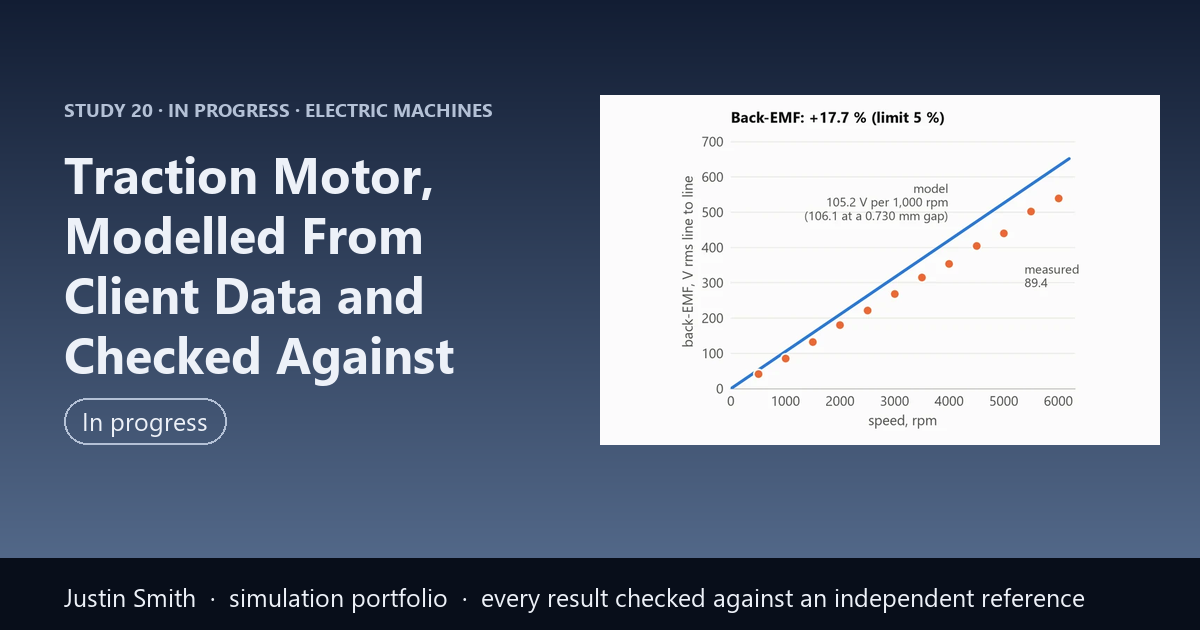 STUDY 20 · IN PROGRESS · ELECTRIC MACHINES
Traction Motor,
Modelled From
Client Data and
Checked Against
In progress
Back-EMF: +17.7 % (limit 5 %)
back-EMF, V rms line to line
700
600
500
400
300
200
100
0
model
105.2 V per 1,000 rpm
(106.1 at a 0.730 mm gap)
measured
89.4
0 1000 2000 3000 4000 5000 6000
speed, rpm
Justin Smith · simulation portfolio · every result checked against an independent reference